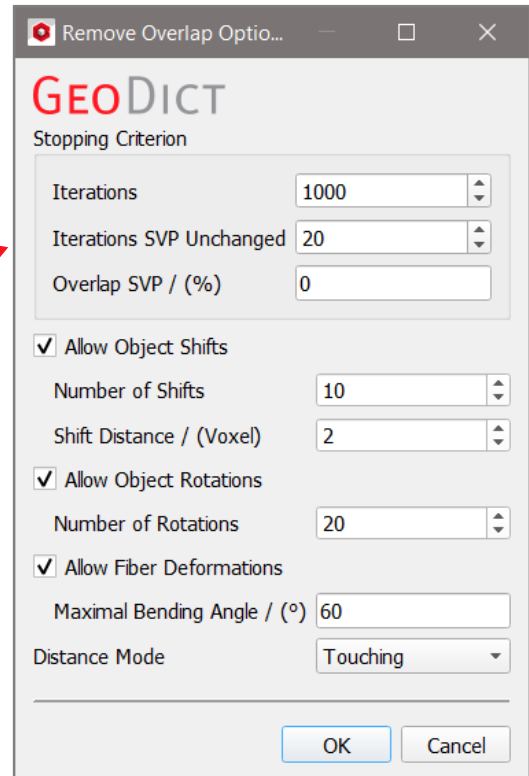 Remove Overlap Optio...
GEODICT
Stopping Criterion
Iterations 1000
Iterations SVP Unchanged 20
Overlap SVP / (%) 0
Allow Object Shifts
Number of Shifts 10
Shift Distance / (Voxel) 2
Allow Object Rotations
Number of Rotations 20
Allow Fiber Deformations
Maximal Bending Angle / (°) 60
Distance Mode Touching
OK Cancel